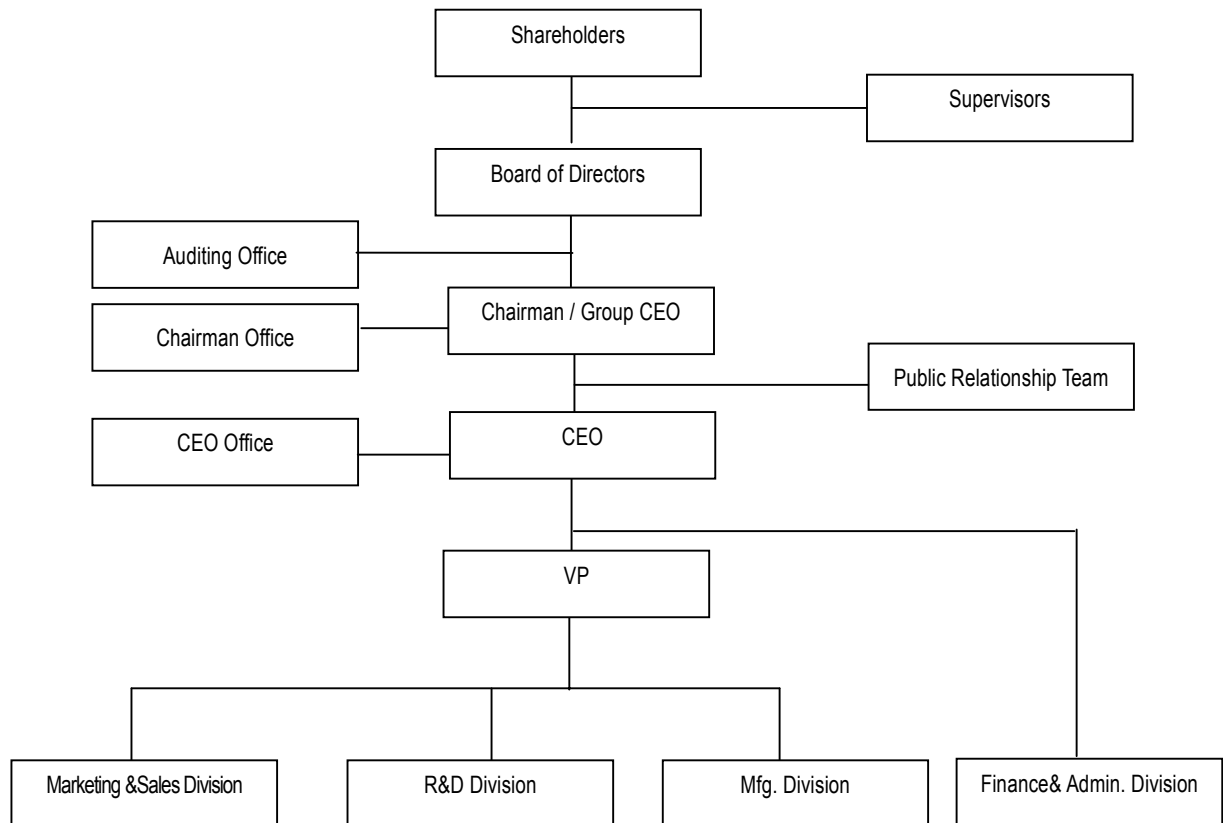 Shareholders
Supervisors
Board of Directors
Auditing Office
Chairman / Group CEO
Chairman Office
Public Relationship Team
CEO
CEO Office
VP
Marketing &Sales Division
R&D Division
Mfg. Division
Finance& Admin. Division